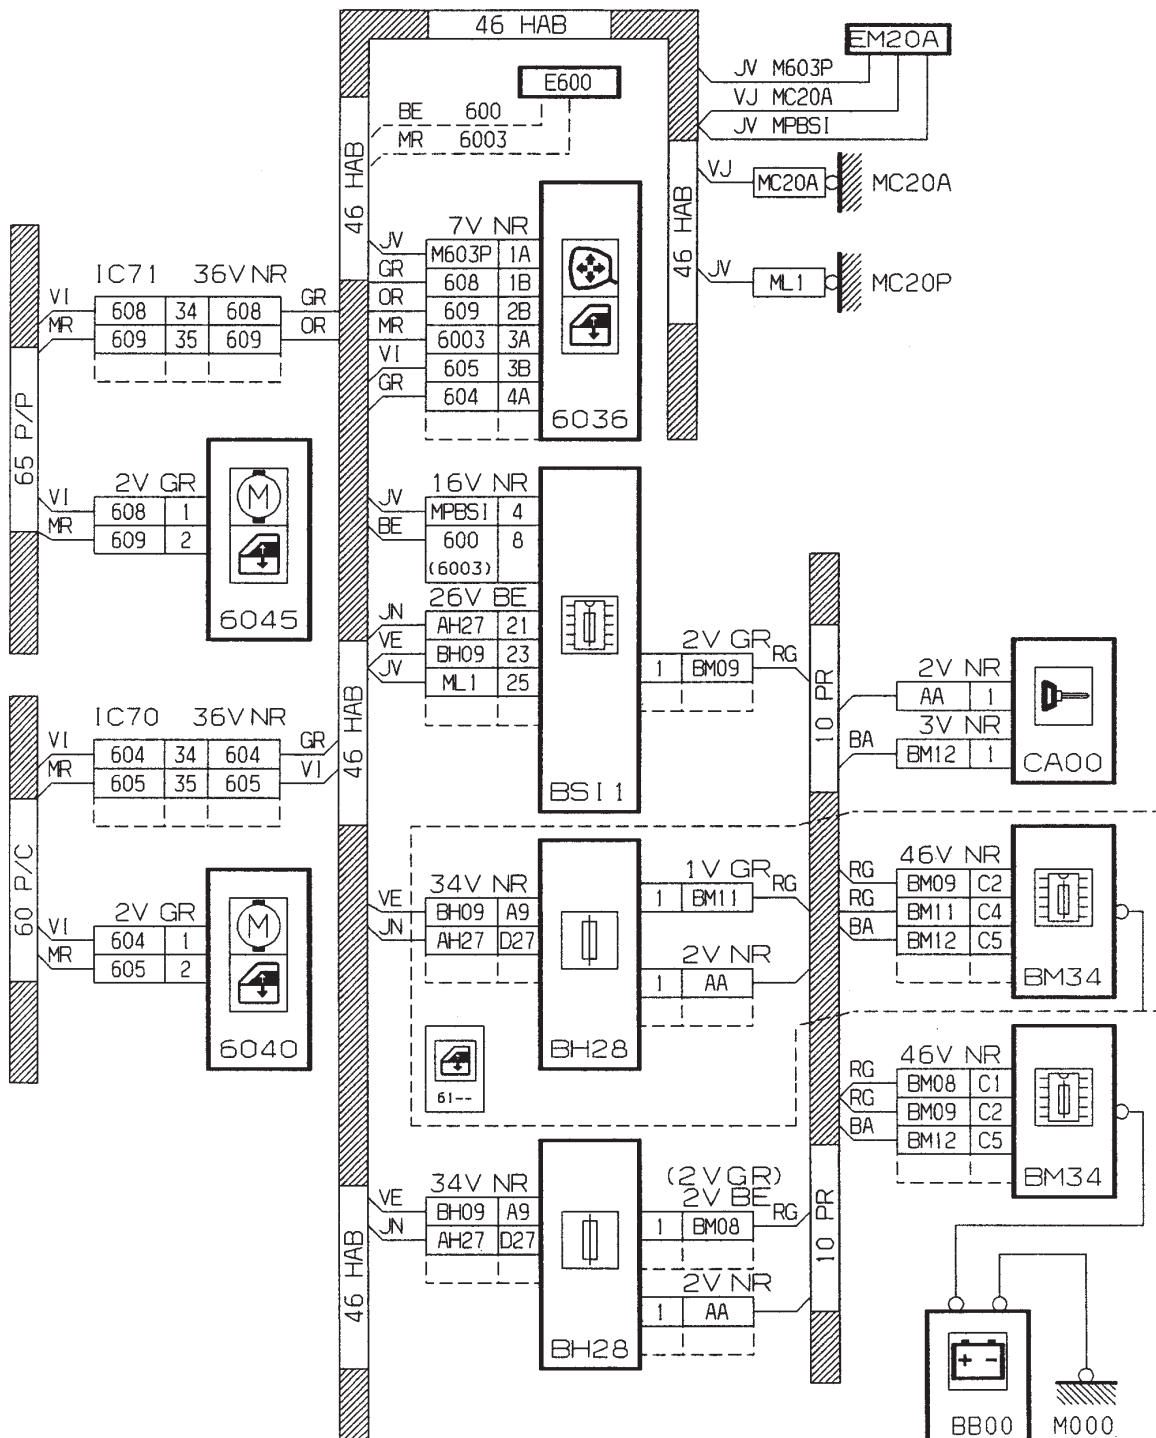 46 HAB
EM20A
JV M603P
VJ MC20A
JV MPBSI
E600
BE 600
MR 6003
46 HAB
46 HAB
VJ MC20A MC20A
JV ML1 MC20P
7V NR
JV M603P 1A
GR 608 1B
OR 609 2B
MR 6003 3A
VI 605 3B
GR 604 4A
6036
IC71 36V NR
VI 608 34 608 GR
MR 609 35 609 OR
65 P/P
2V GR
VI 608 1
MR 609 2
M
6045
16V NR
JV MPBSI 4
BE 600 8
(6003)
26V BE
JN AH27 21
VE BH09 23
JV ML1 25
2V GR
1 BM09 RG
BSI1
46 HAB
10 PR
2V NR
AA 1
3V NR
BA BM12 1
CA00
IC70 36V NR
VI 604 34 604 GR
MR 605 35 605 VI
60 P/C
2V GR
VI 604 1
MR 605 2
M
6040
34V NR
VE BH09 A9
JN AH27 D27
1V GR
1 BM11 RG
2V NR
1 AA
BH28
61--
46V NR
RG BM09 C2
RG BM11 C4
BA BM12 C5
BM34
46V NR
RG BM08 C1
RG BM09 C2
BA BM12 C5
BM34
46 HAB
34V NR
VE BH09 A9
JN AH27 D27
(2V GR)
2V BE
1 BM08 RG
2V NR
1 AA
BH28
10 PR
+ -
BB00
M000